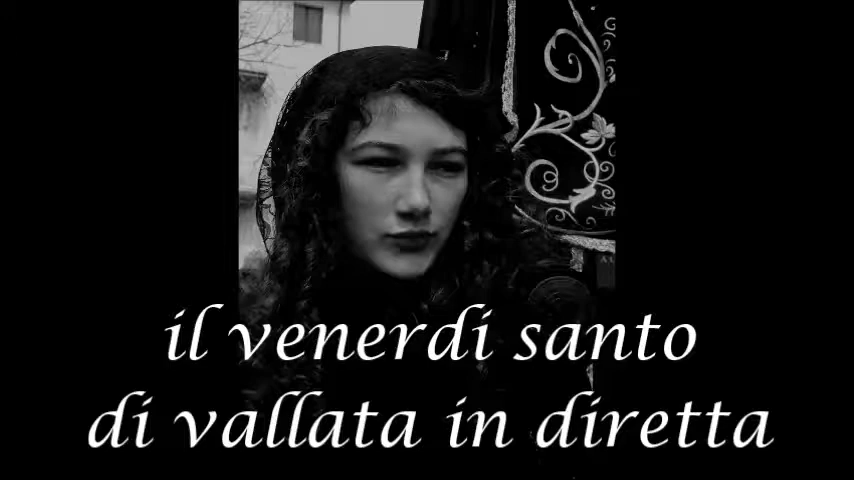 il venerdi santo
di vallata in diretta